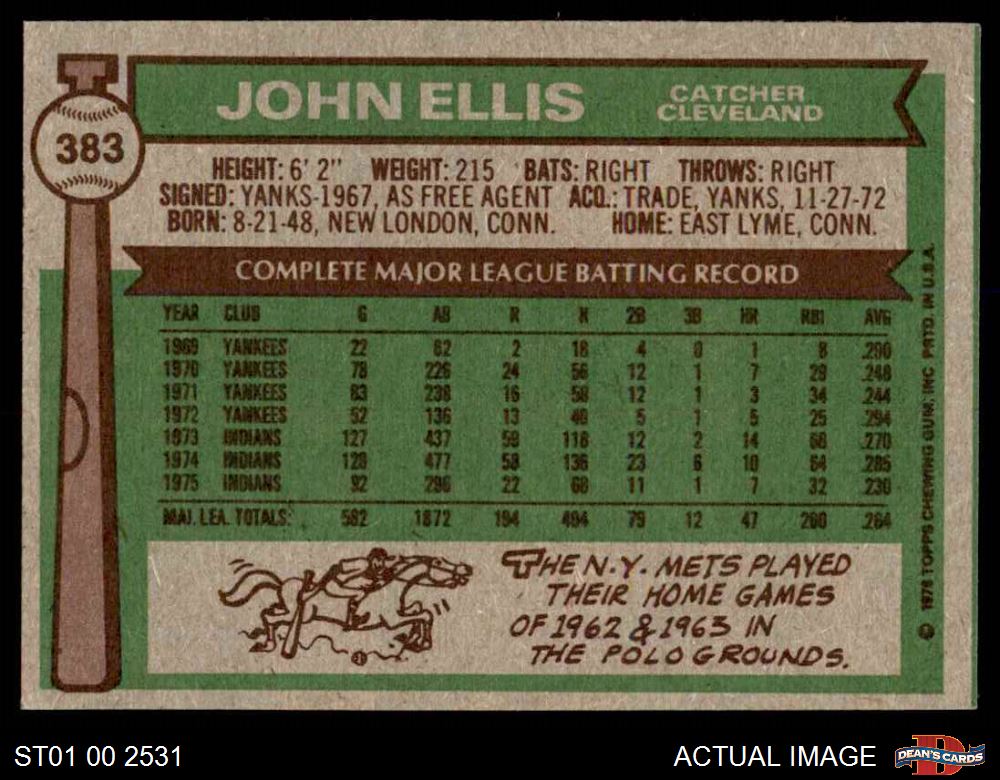 JOHN ELLIS
CATCHER
CLEVELAND
383
HEIGHT: 6' 2" WEIGHT: 215 BATS: RIGHT THROWS: RIGHT
SIGNED: YANKS-1967, AS FREE AGENT ACQ.: TRADE, YANKS, 11-27-72
BORN: 8-21-48, NEW LONDON, CONN. HOME: EAST LYME, CONN.
COMPLETE MAJOR LEAGUE BATTING RECORD
YEAR CLUB G AB R H 2B 3B HR RBI AVG
1969 YANKEES 22 62 2 18 4 0 1 8 .290
1970 YANKEES 78 226 24 56 12 1 7 29 .248
1971 YANKEES 83 238 16 58 12 1 3 34 .244
1972 YANKEES 52 136 13 40 5 1 5 25 .294
1973 INDIANS 127 437 59 118 12 2 14 68 .270
1974 INDIANS 128 477 58 136 23 6 10 64 .285
1975 INDIANS 92 296 22 68 11 1 7 32 .230
MAJ. LEA. TOTALS: 582 1872 194 494 79 12 47 260 .264
THE N.Y. METS PLAYED
THEIR HOME GAMES
OF 1962 & 1963 IN
THE POLO GROUNDS.
© 1976 TOPPS CHEWING GUM, INC PRTD. IN U.S.A.
ST01 00 2531
ACTUAL IMAGE
DEAN'S CARDS